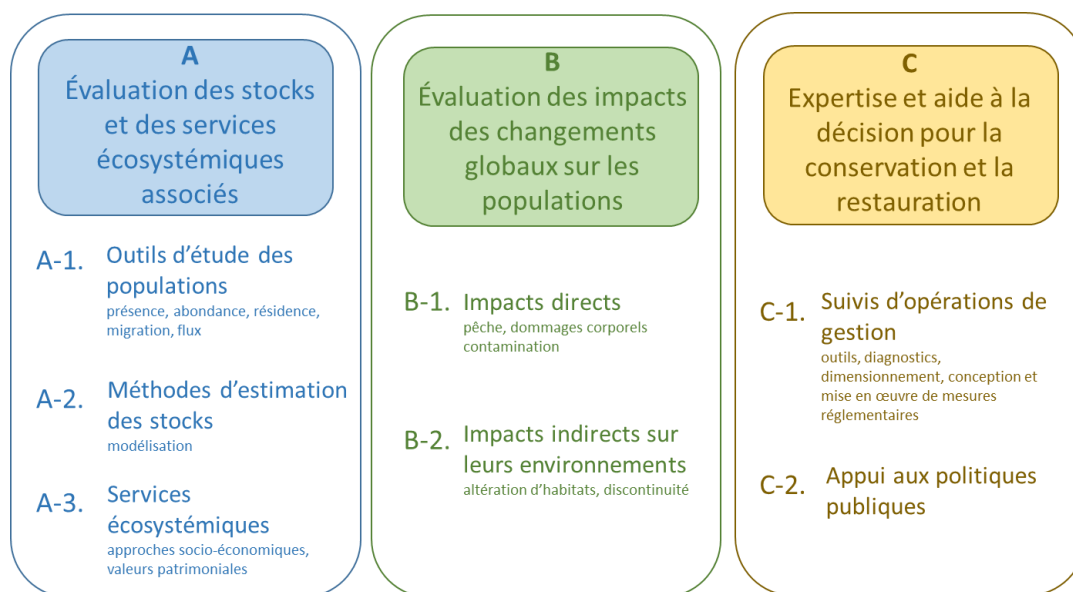 A
Évaluation des stocks
et des services
écosystémiques
associés
A-1. Outils d'étude des
populations
présence, abondance, résidence,
migration, flux
A-2. Méthodes d'estimation
des stocks
modélisation
A-3. Services
écosystémiques
approches socio-économiques,
valeurs patrimoniales
B
Évaluation des impacts
des changements
globaux sur les
populations
B-1. Impacts directs
pêche, dommages corporels
contamination
B-2. Impacts indirects sur
leurs environnements
altération d'habitats, discontinuité
C
Expertise et aide à la
décision pour la
conservation et la
restauration
C-1. Suivis d'opérations de
gestion
outils, diagnostics,
dimensionnement, conception et
mise en œuvre de mesures
réglementaires
C-2. Appui aux politiques
publiques